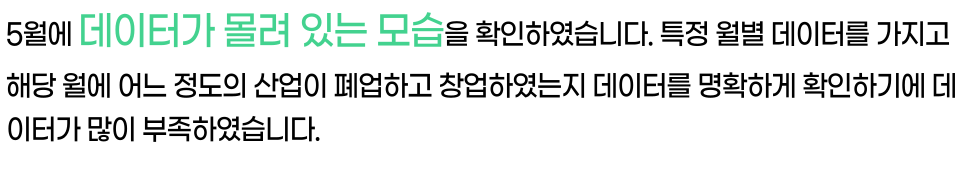 5월에 데이터가 몰려 있는 모습을 확인하였습니다. 특정 월별 데이터를 가지고
해당 월에 어느 정도의 산업이 폐업하고 창업하였는지 데이터를 명확하게 확인하기에 데
이터가 많이 부족하였습니다.